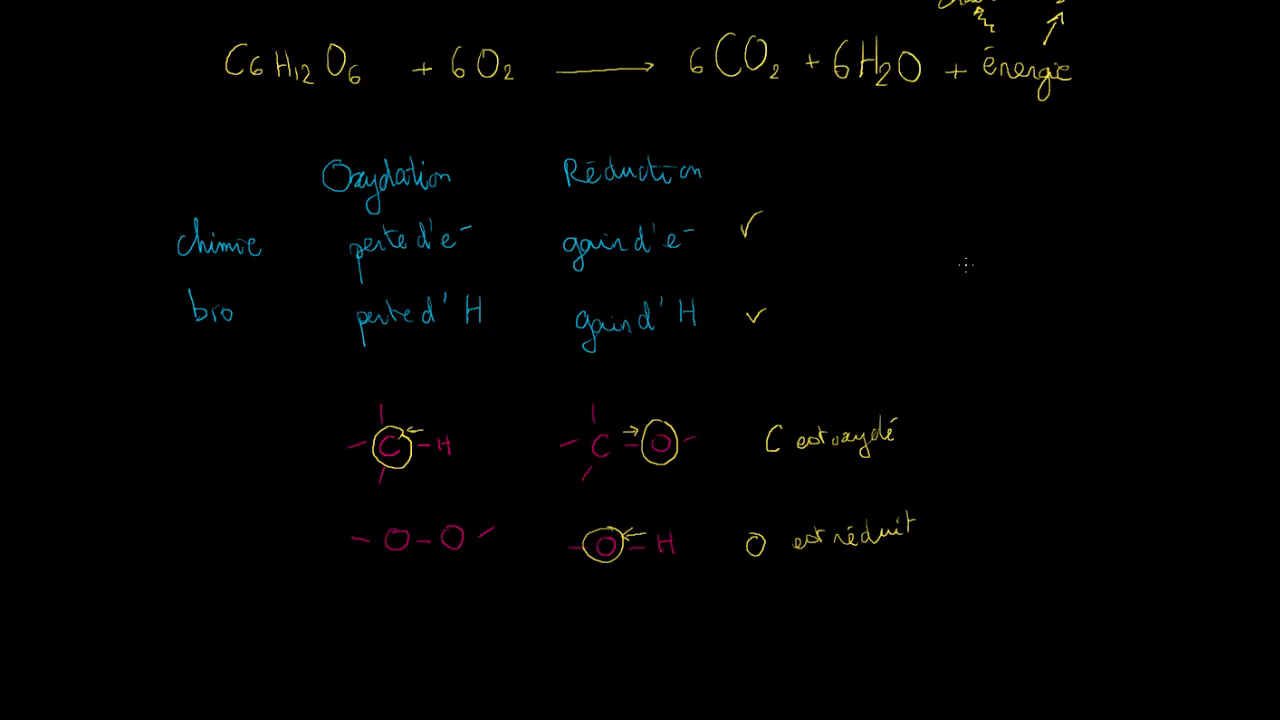 C6H12O6 + 6O2 → 6CO2 + 6H2O + énergie
Oxydation Réduction
chimie perte d'e- gain d'e- ✓
bio perte d'H gain d'H ✓
- C - H - C - O - C est oxydé
- O - O - - O - H O est réduit